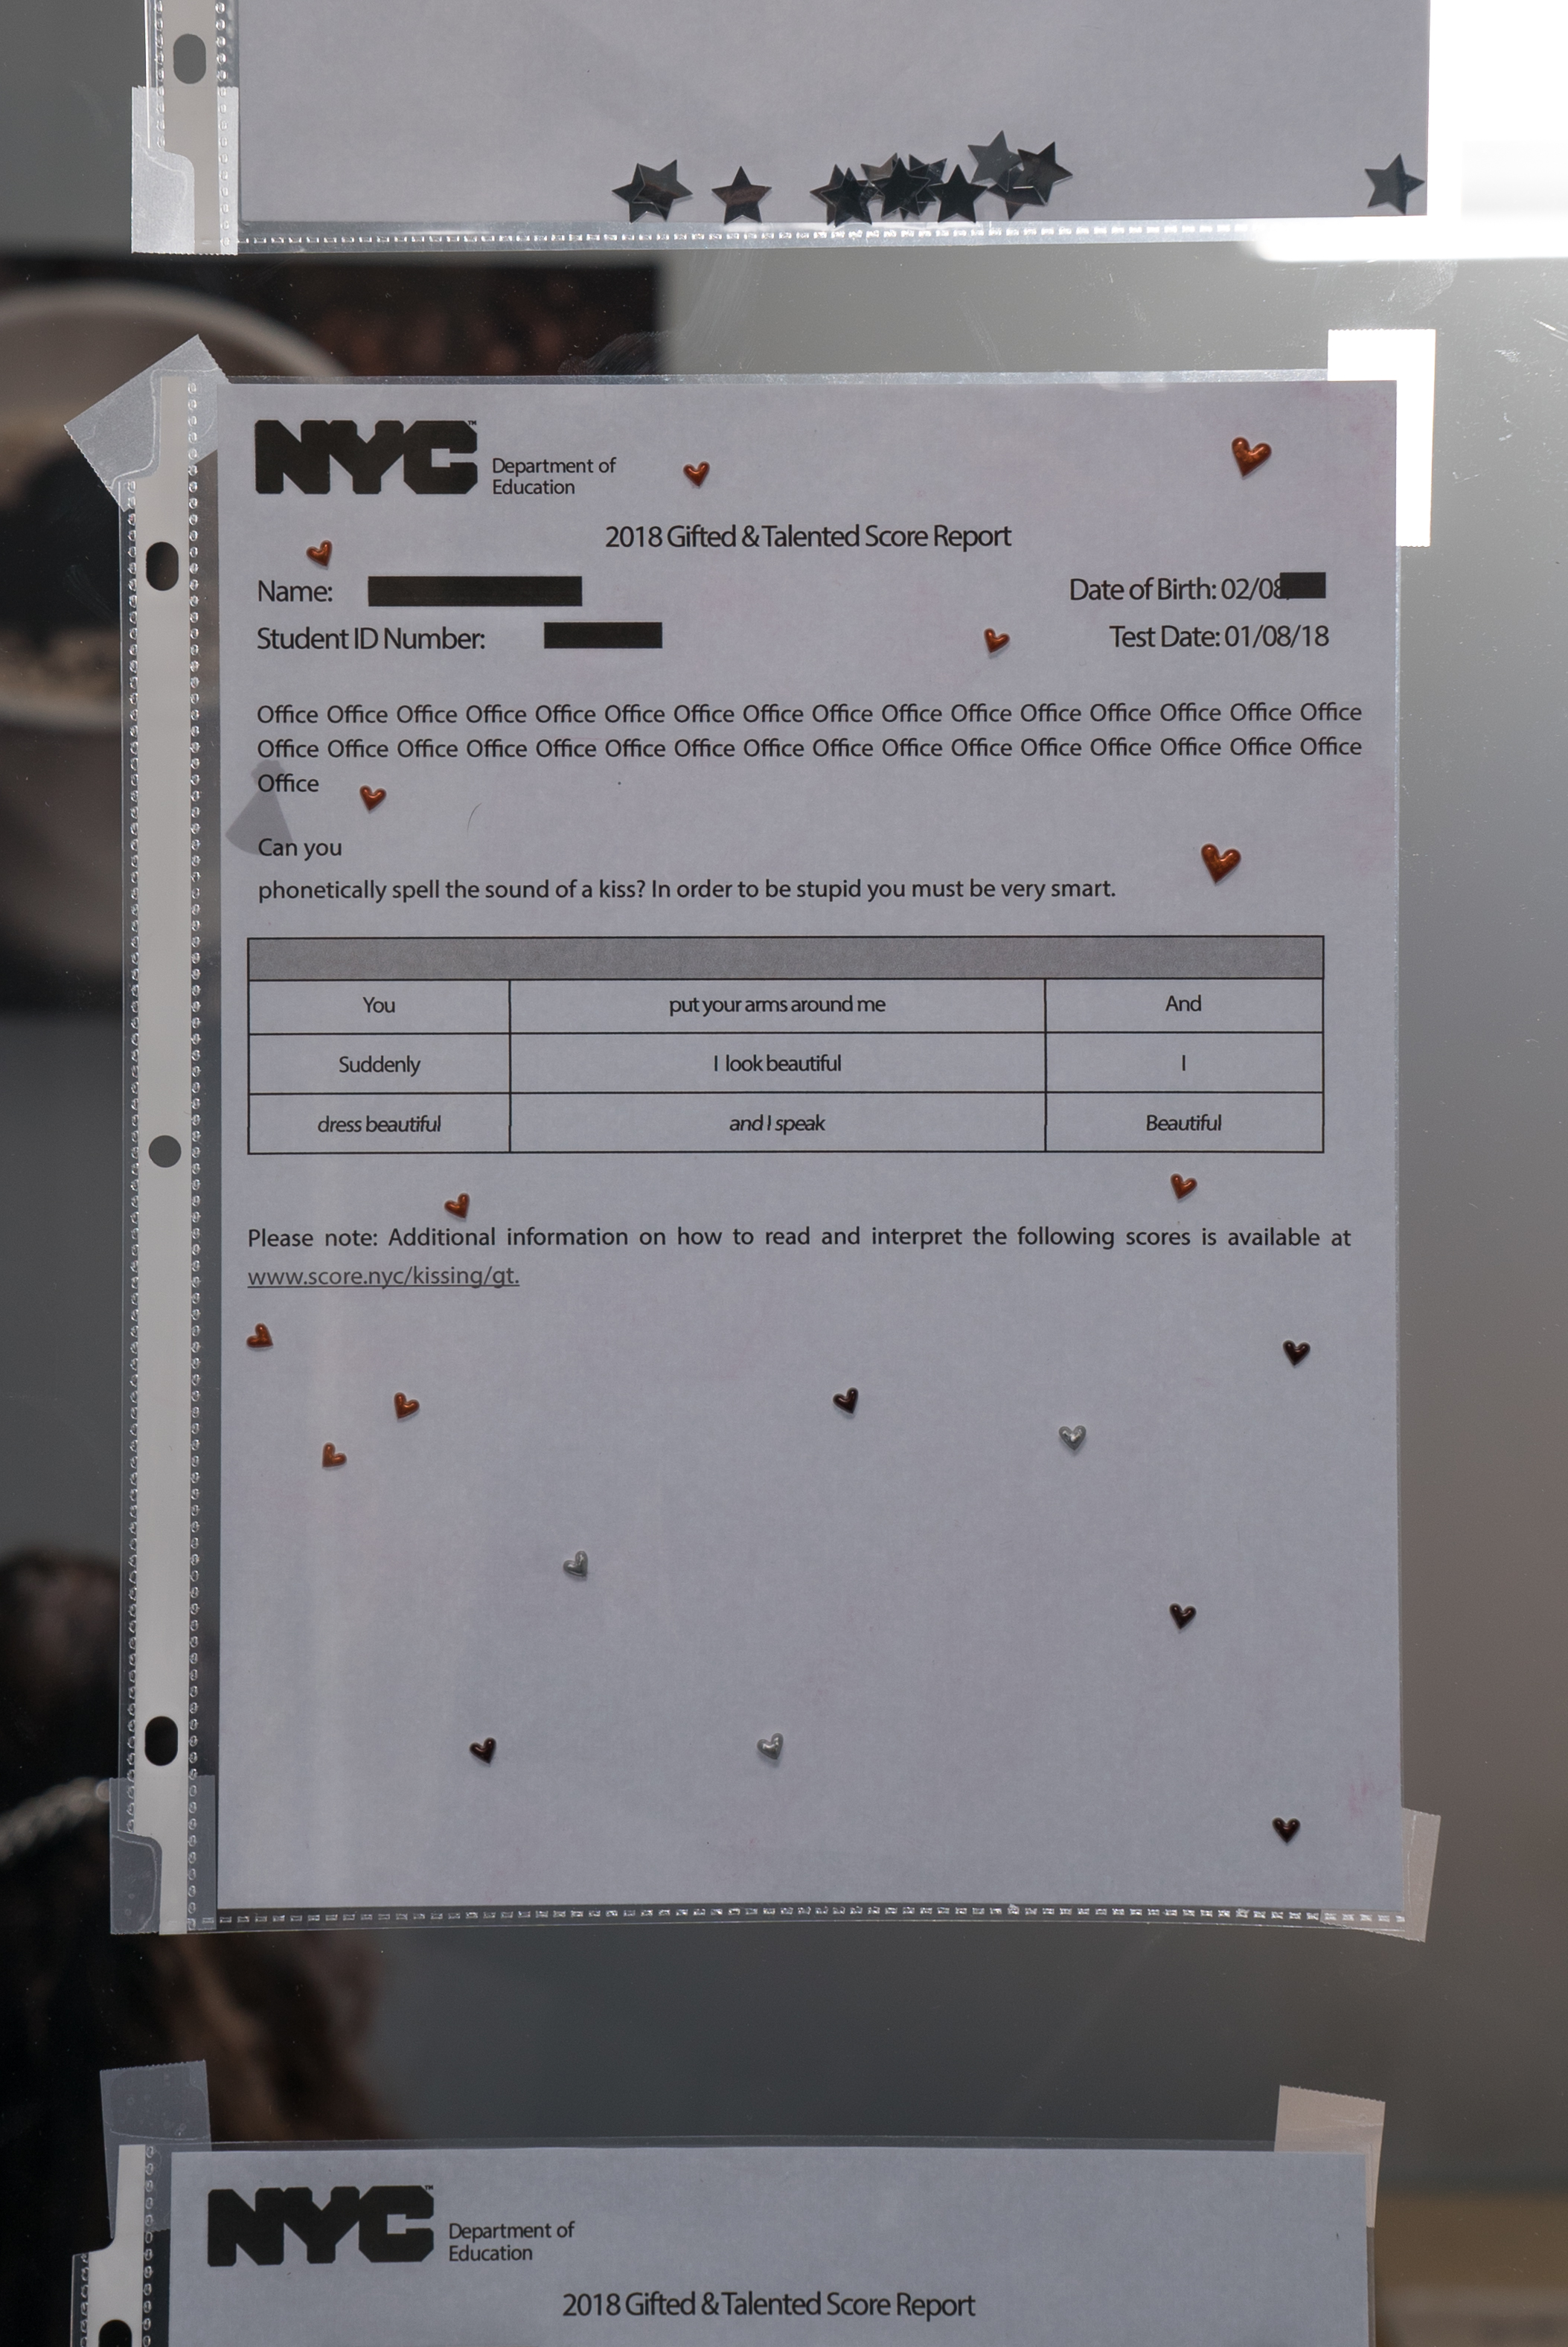 NYC™
Department of
Education
2018 Gifted & Talented Score Report
Name:
Date of Birth: 02/08
Student ID Number:
Test Date: 01/08/18
Office Office Office Office Office Office Office Office Office Office Office Office Office Office Office Office
Office Office Office Office Office Office Office Office Office Office Office Office Office Office Office Office
Office
Can you
phonetically spell the sound of a kiss? In order to be stupid you must be very smart.
You put your arms around me And
Suddenly I look beautiful I
dress beautiful and I speak Beautiful
Please note: Additional information on how to read and interpret the following scores is available at
www.score.nyc/kissing/gt.
NYC™
Department of
Education
2018 Gifted & Talented Score Report